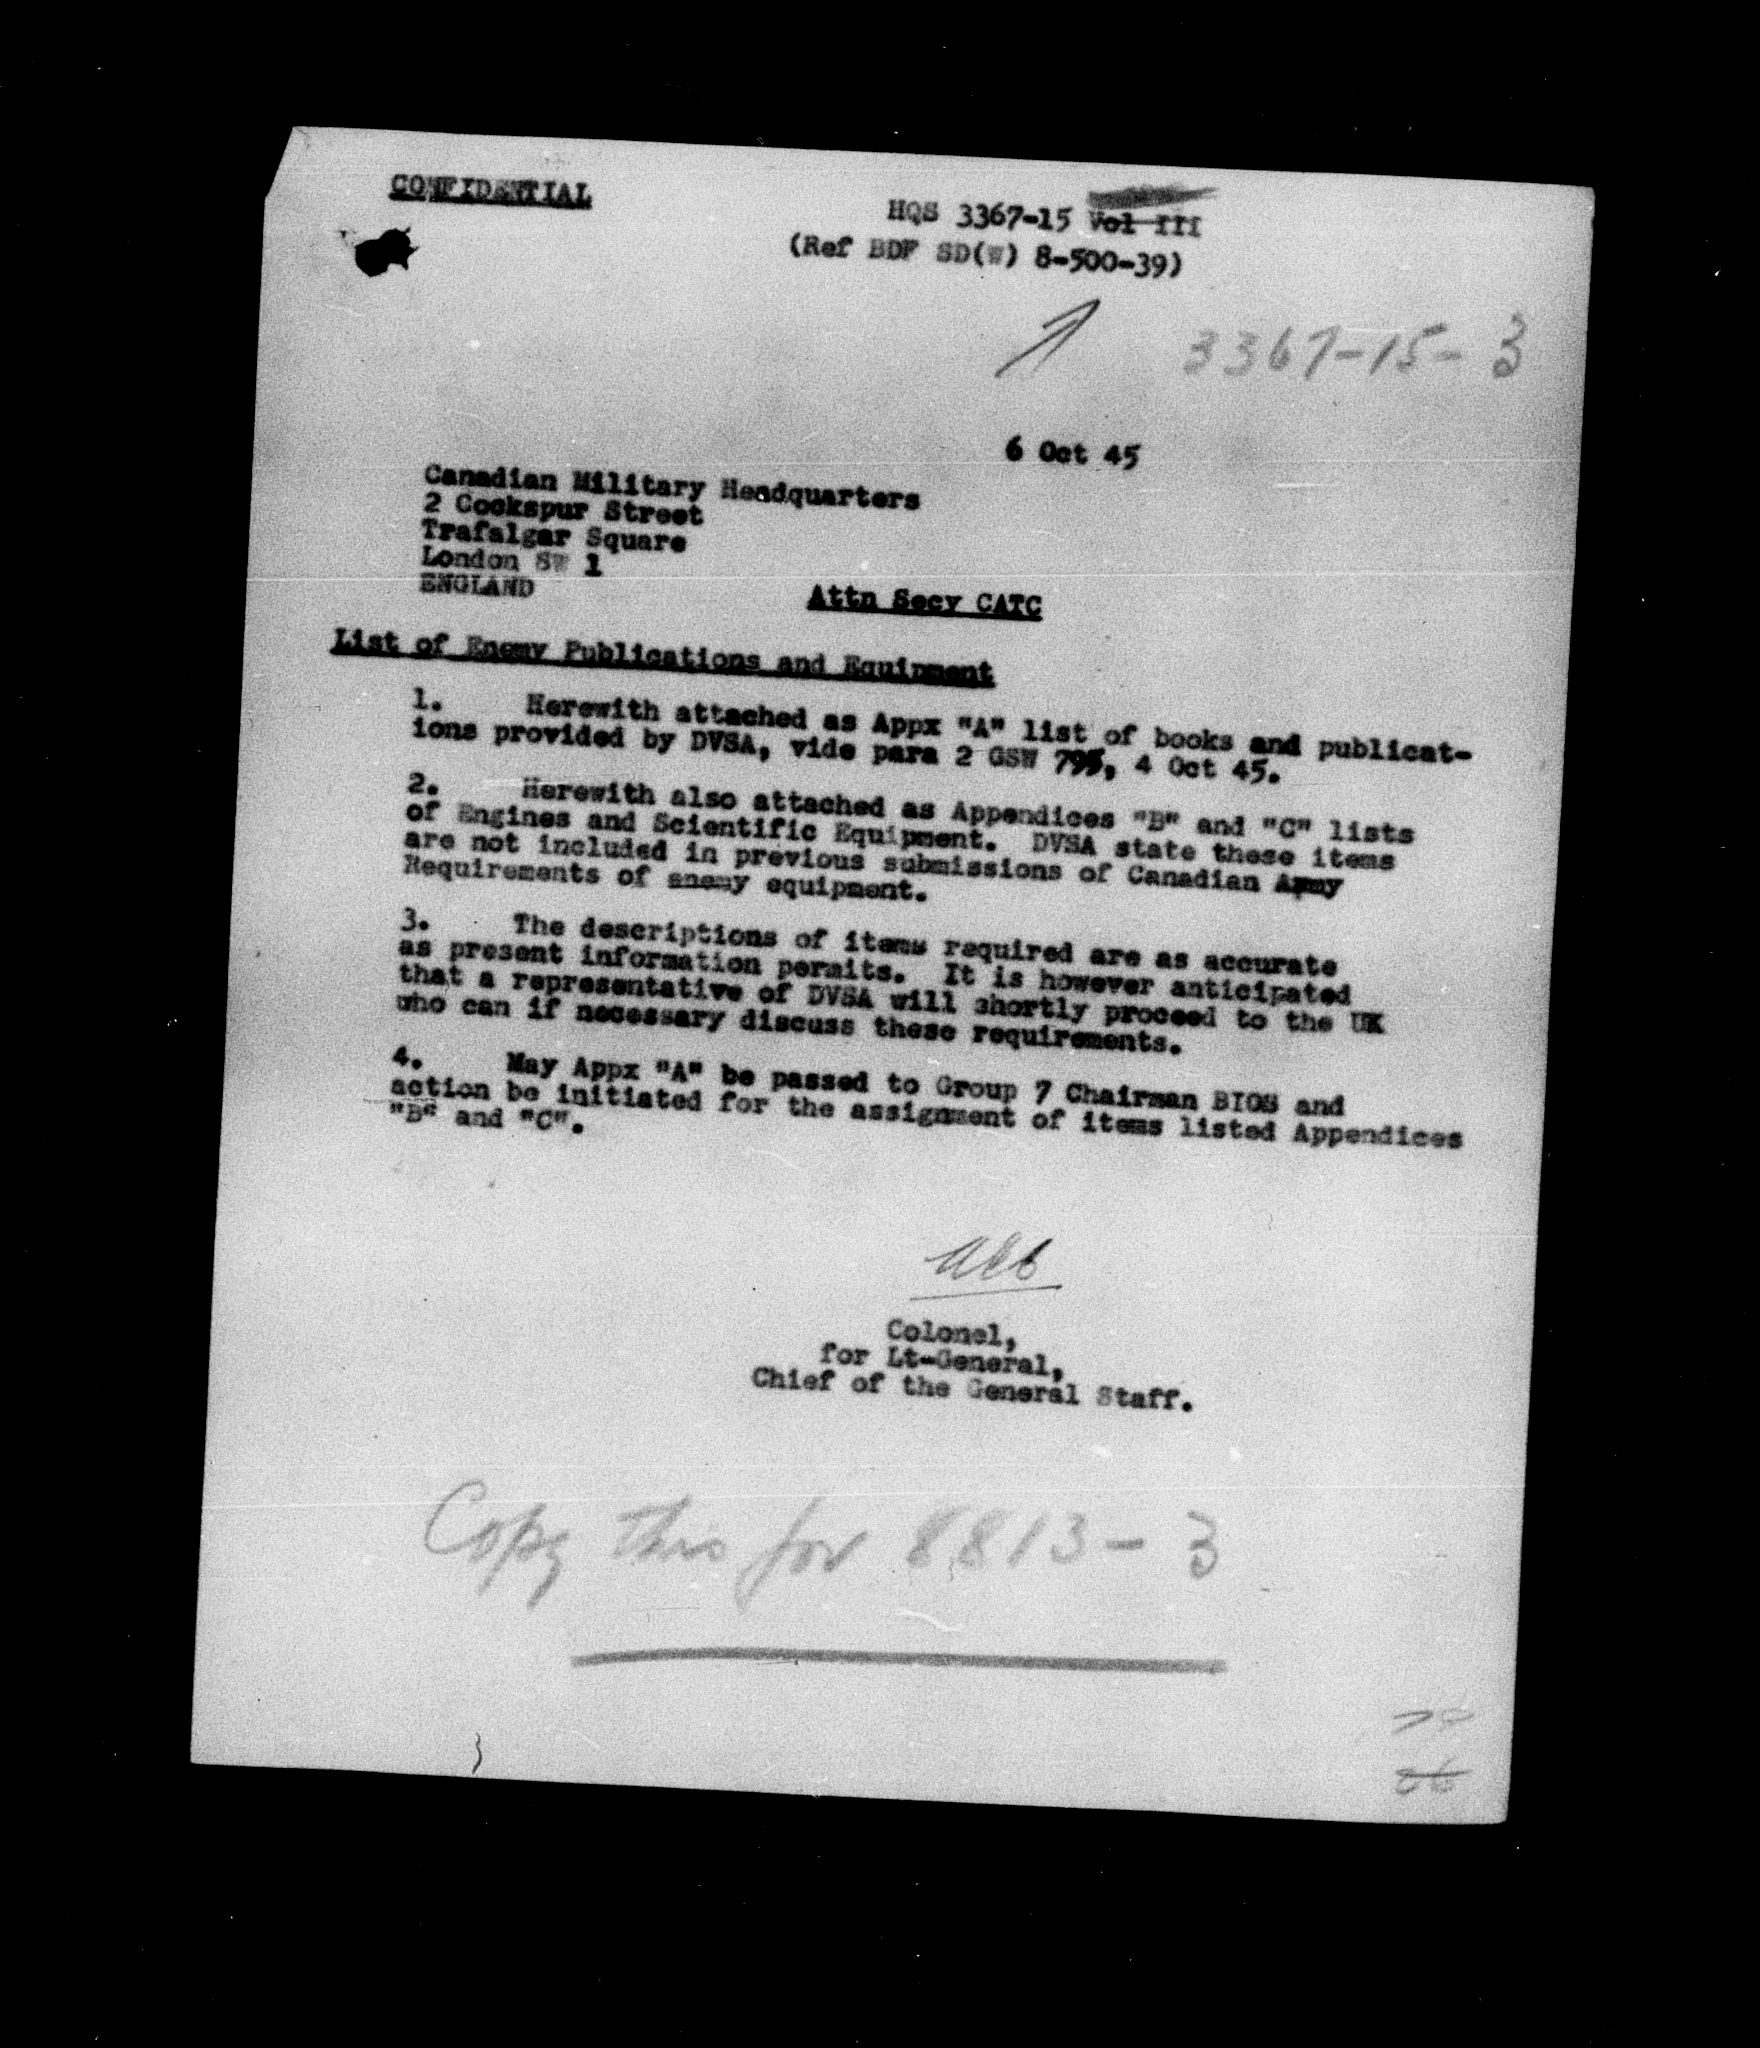 CONFIDENTIAL
HQS 3367-15 Vol III
(Ref BDF SD(W) 8-500-39)
3367-15-3
6 Oct 45
Canadian Military Headquarters
2 Cockspur Street
Trafalgar Square
London SW 1
ENGLAND
Attn Secy CATC
List of Enemy Publications and Equipment
1. Herewith attached as Appx "A" list of books and publicat-
ions provided by DVSA, vide para 2 GSW 795, 4 Oct 45.
2. Herewith also attached as Appendices "B" and "C" lists
of Engines and Scientific Equipment. DVSA state these items
are not included in previous submissions of Canadian Army
Requirements of enemy equipment.
3. The descriptions of items required are as accurate
as present information permits. It is however anticipated
that a representative of DVSA will shortly proceed to the UK
who can if necessary discuss these requirements.
4. May Appx "A" be passed to Group 7 Chairman BIOS and
action be initiated for the assignment of items listed Appendices
"B" and "C".
Colonel,
for Lt-General,
Chief of the General Staff.
Copy this for 8813-3